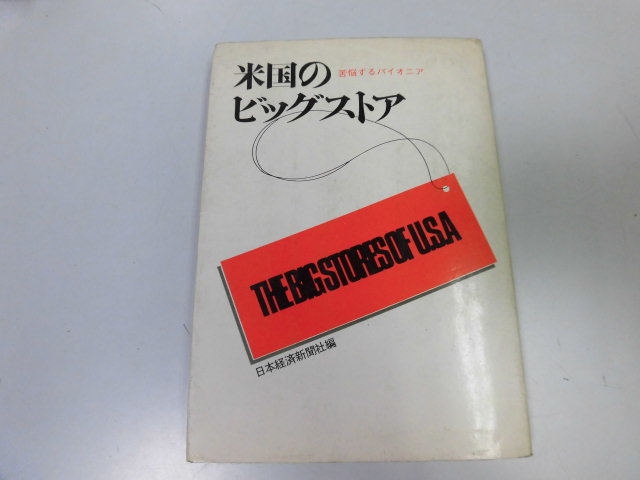 米国の
苦悩するパイオニア
ビッグストア
THE BIG STORES OF U.S.A
日本経済新聞社編